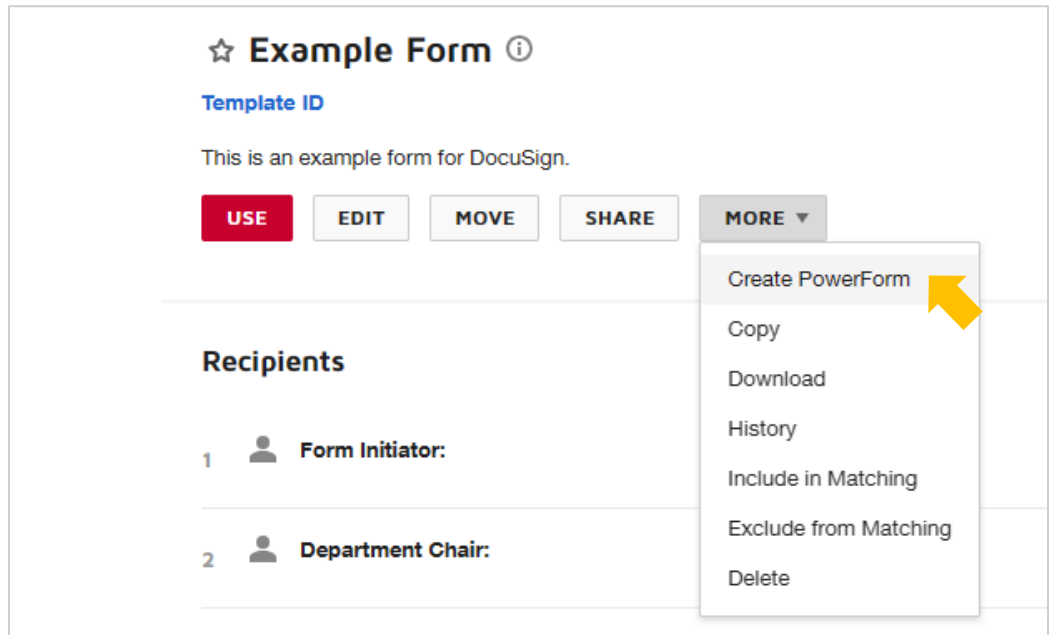 Example Form
Template ID
This is an example form for DocuSign.
USE EDIT MOVE SHARE MORE
Create PowerForm
Copy
Download
History
Include in Matching
Exclude from Matching
Delete
Recipients
1 Form Initiator:
2 Department Chair: